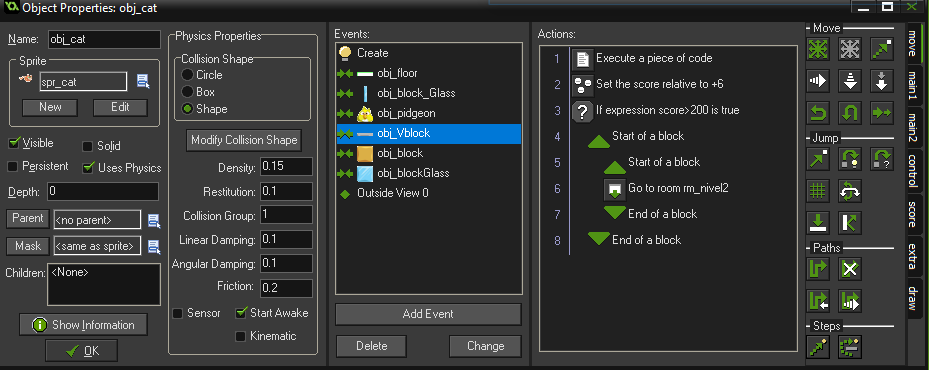 Object Properties: obj_cat
Name: obj_cat
Sprite
spr_cat
New Edit
Visible Solid
Persistent Uses Physics
Depth: 0
Parent <no parent>
Mask <same as sprite>
Children: <None>
Show Information
OK
Physics Properties
Collision Shape
Circle
Box
Shape
Modify Collision Shape
Density: 0.15
Restitution: 0.1
Collision Group: 1
Linear Damping: 0.1
Angular Damping: 0.1
Friction: 0.2
Sensor Start Awake
Kinematic
Events:
Create
obj_floor
obj_block_Glass
obj_pidgeon
obj_Vblock
obj_block
obj_blockGlass
Outside View 0
Add Event
Delete Change
Actions:
1 Execute a piece of code
2 Set the score relative to +6
3 If expression score>200 is true
4 Start of a block
5 Start of a block
6 Go to room rm_nivel2
7 End of a block
8 End of a block
Move
Jump
Paths
Steps
move
main1
main2
control
score
extra
draw